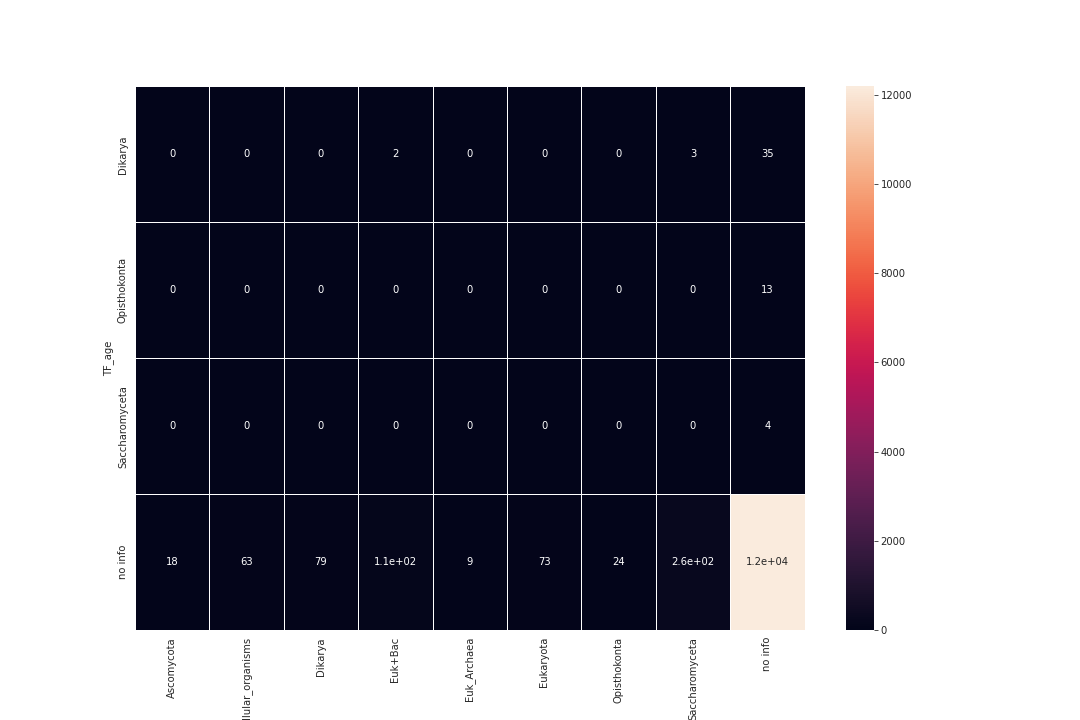 12000
10000
8000
6000
4000
2000
0
TF_age
Dikarya 0 0 0 2 0 0 0 3 35
Opisthokonta 0 0 0 0 0 0 0 0 13
Saccharomyceta 0 0 0 0 0 0 0 0 4
no info 18 63 79 1.1e+02 9 73 24 2.6e+02 1.2e+04
Ascomycota
llular_organisms
Dikarya
Euk+Bac
Euk_Archaea
Eukaryota
Opisthokonta
Saccharomyceta
no info